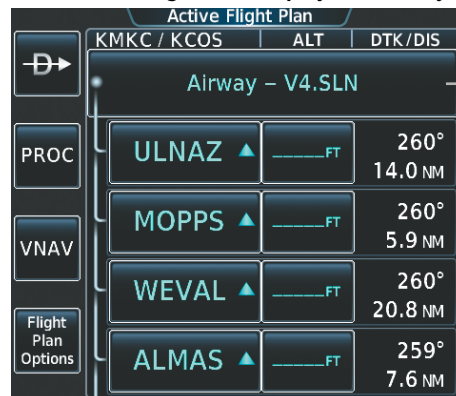 Active Flight Plan
KMKC / KCOS ALT DTK/DIS
D
Airway – V4.SLN –
PROC
ULNAZ _____FT 260°
14.0 NM
VNAV
MOPPS _____FT 260°
5.9 NM
WEVAL _____FT 260°
20.8 NM
Flight
Plan
Options
ALMAS _____FT 259°
7.6 NM